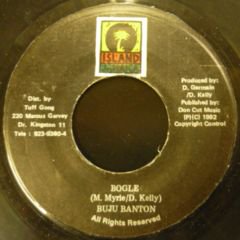 ISLAND
Dist. by
Tuff Gong
220 Marcus Garvey
Dr. Kingston 11
Tele : 923-9380-4
Produced by:
D. Germain
/D. Kelly
Published by:
Don Cut Music
(P)(C) 1992
Copyright Control
BOGLE
(M. Myrie/D. Kelly)
BUJU BANTON
All Rights Reserved